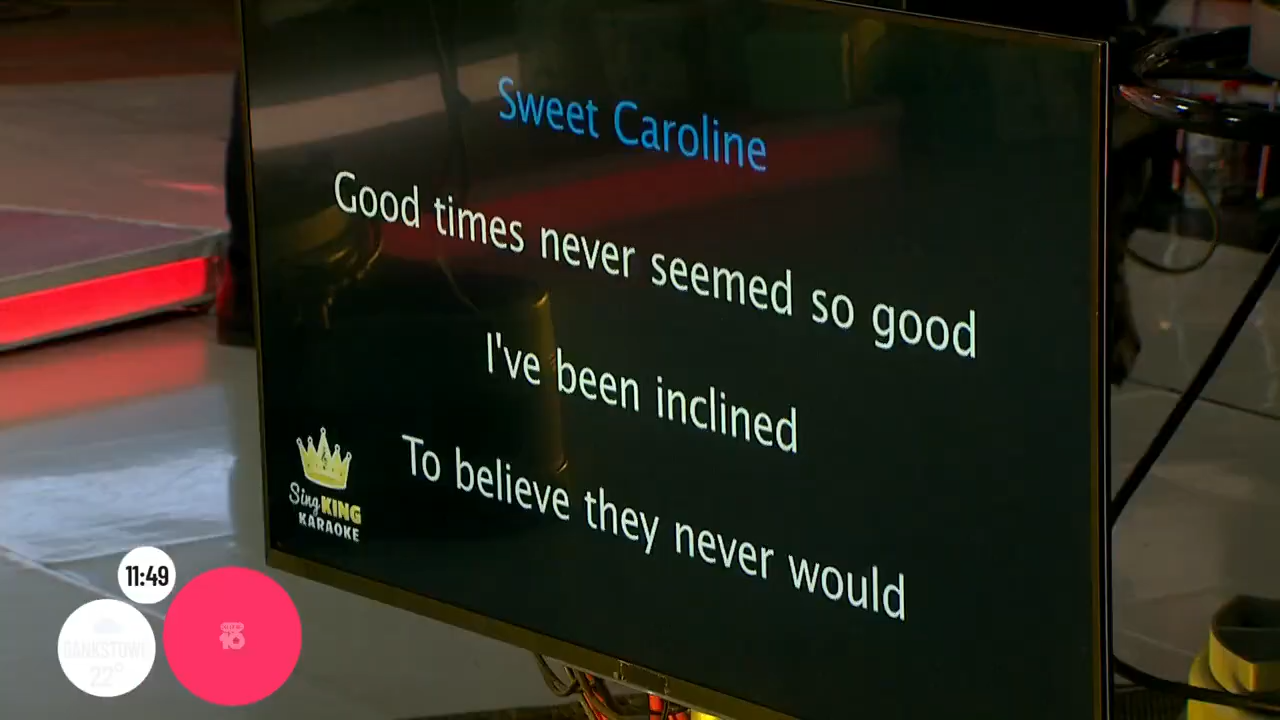 Sweet Caroline
Good times never seemed so good
I've been inclined
To believe they never would
Sing KING
KARAOKE
11:49
BANKSTOWN
22°